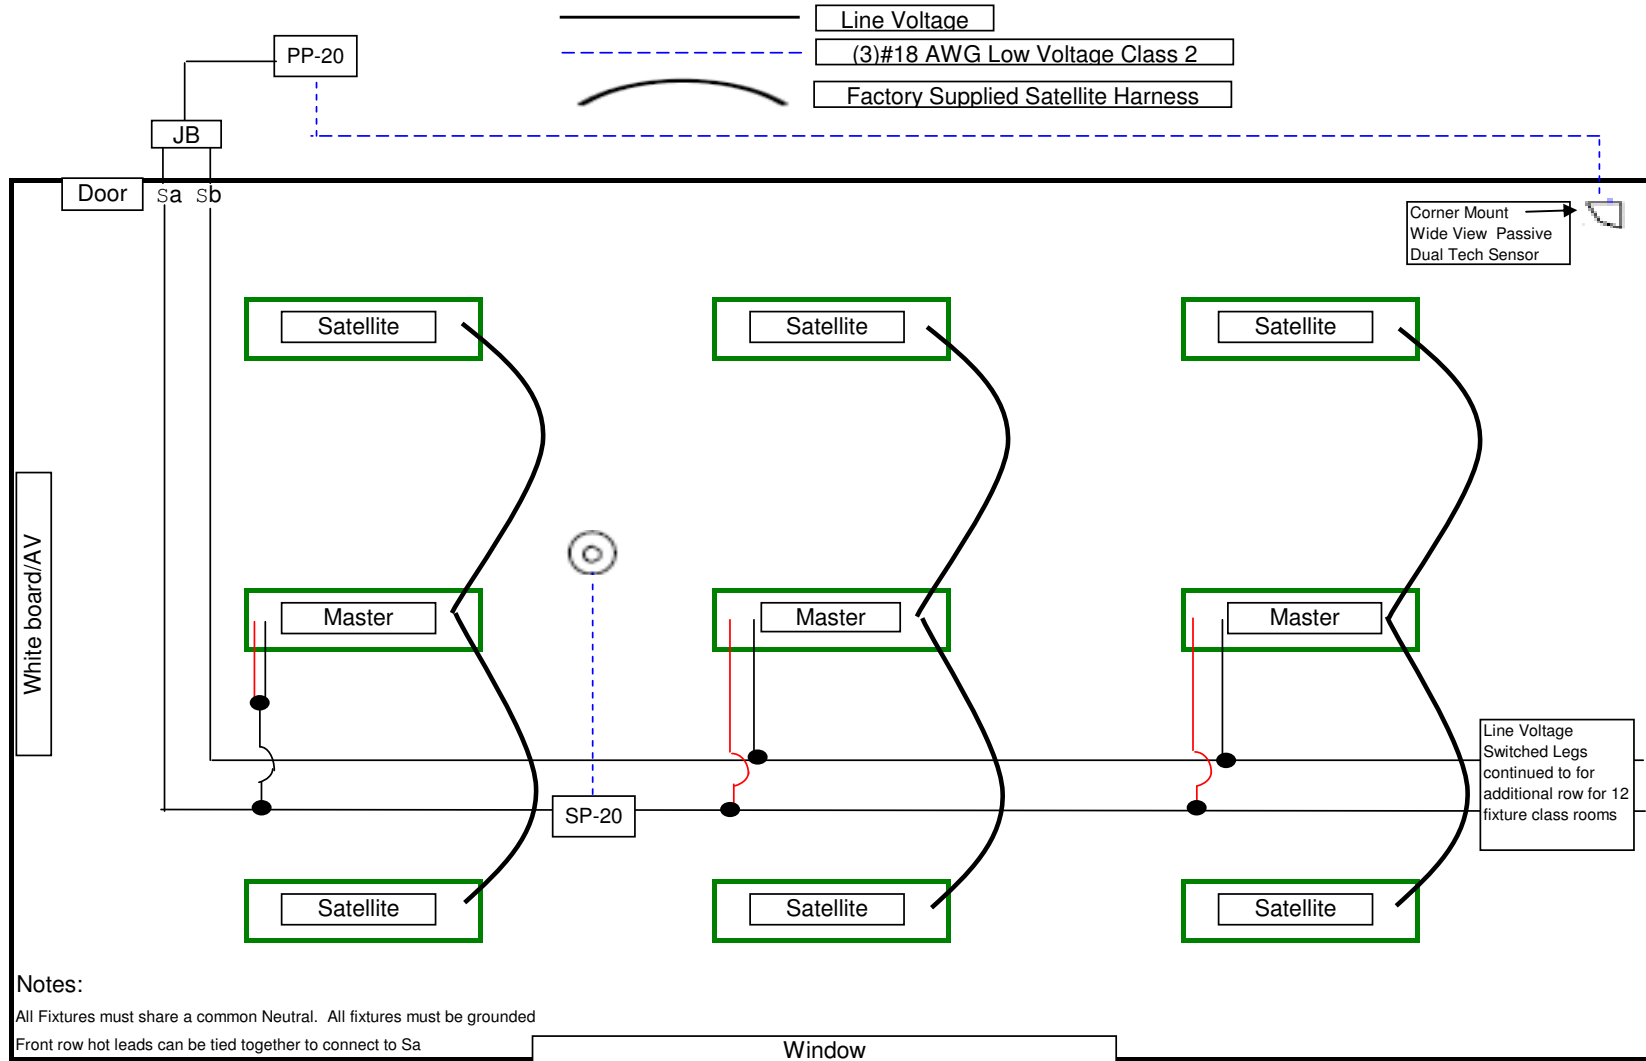 Line Voltage
(3)#18 AWG Low Voltage Class 2
Factory Supplied Satellite Harness
PP-20
JB
Door
Sa Sb
Corner Mount
Wide View Passive
Dual Tech Sensor
Satellite
Satellite
Satellite
White board/AV
Master
Master
Master
Line Voltage
Switched Legs
continued to for
additional row for 12
fixture class rooms
SP-20
Satellite
Satellite
Satellite
Notes:
All Fixtures must share a common Neutral. All fixtures must be grounded
Front row hot leads can be tied together to connect to Sa
Window